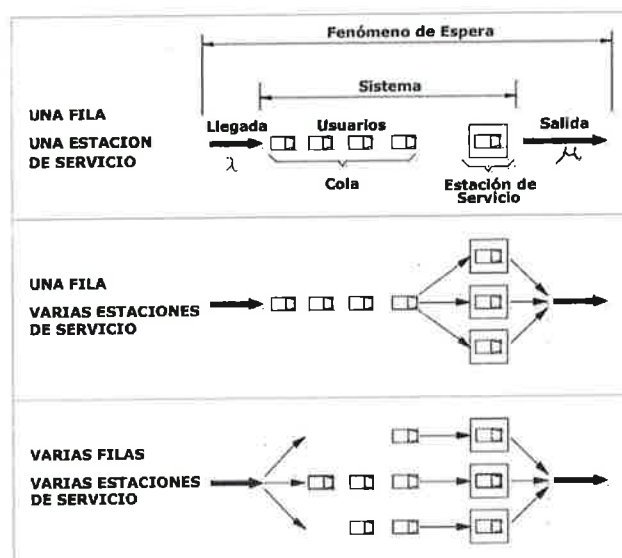 Fenómeno de Espera
Sistema
UNA FILA
UNA ESTACION
DE SERVICIO
Llegada
λ
Usuarios
Cola
Estación de
Servicio
Salida
μ
UNA FILA
VARIAS ESTACIONES
DE SERVICIO
VARIAS FILAS
VARIAS ESTACIONES
DE SERVICIO